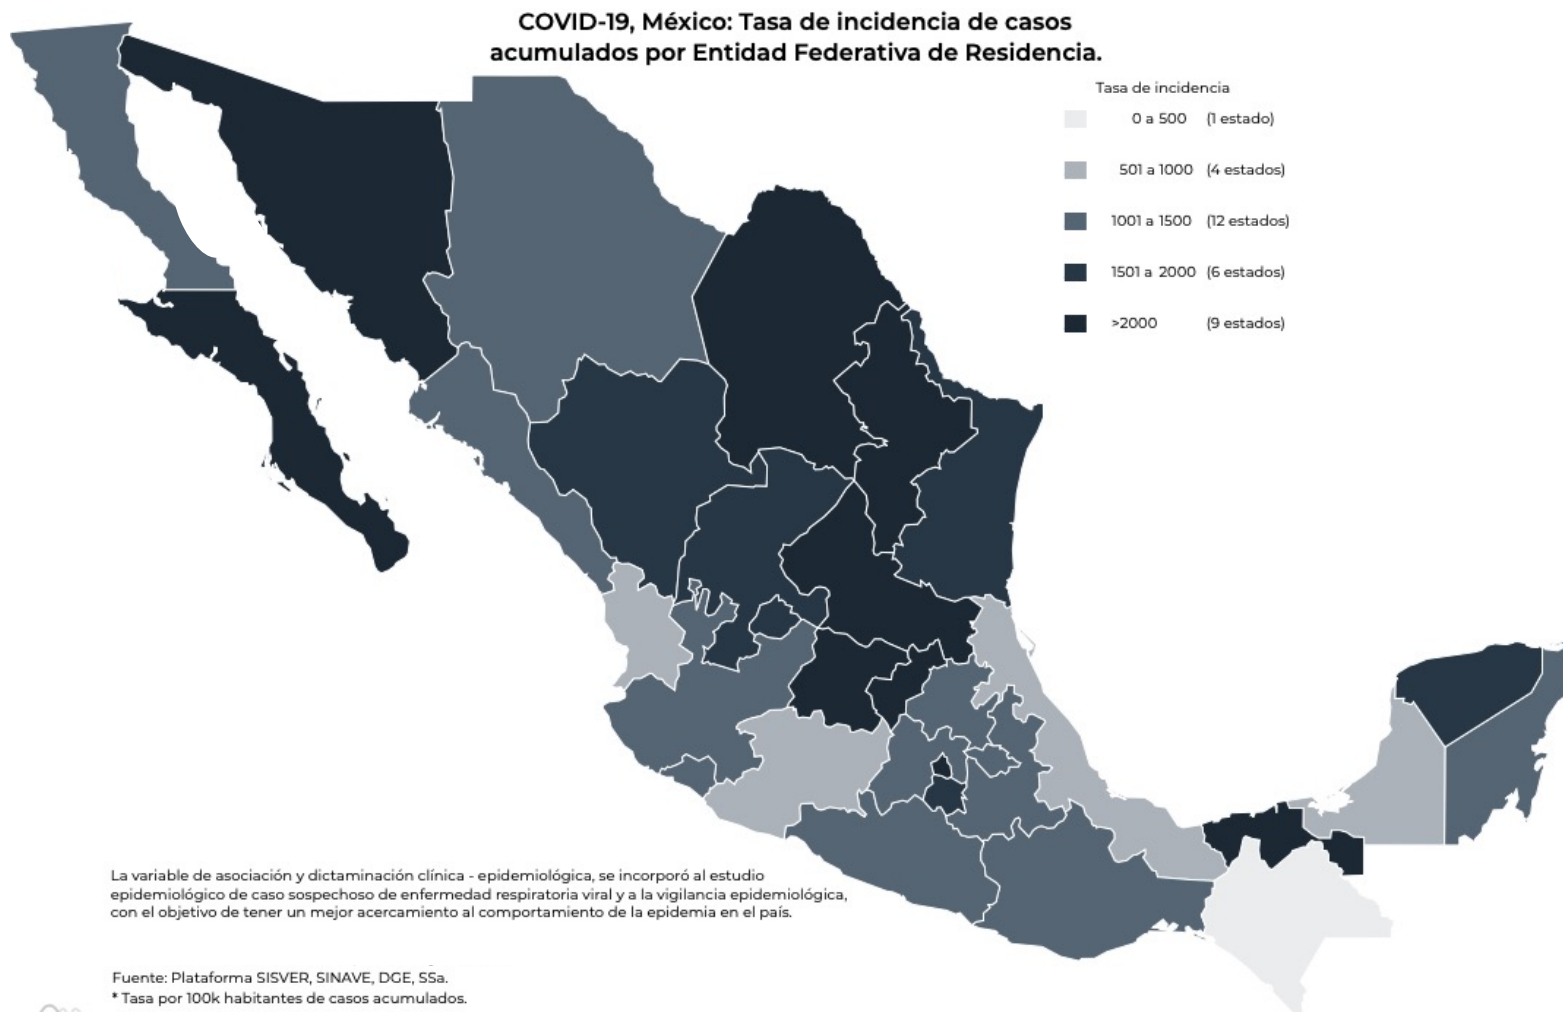 COVID-19, México: Tasa de incidencia de casos
acumulados por Entidad Federativa de Residencia.
Tasa de incidencia
0 a 500 (1 estado)
501 a 1000 (4 estados)
1001 a 1500 (12 estados)
1501 a 2000 (6 estados)
>2000 (9 estados)
La variable de asociación y dictaminación clínica - epidemiológica, se incorporó al estudio
epidemiológico de caso sospechoso de enfermedad respiratoria viral y a la vigilancia epidemiológica,
con el objetivo de tener un mejor acercamiento al comportamiento de la epidemia en el país.
Fuente: Plataforma SISVER, SINAVE, DGE, SSa.
* Tasa por 100k habitantes de casos acumulados.